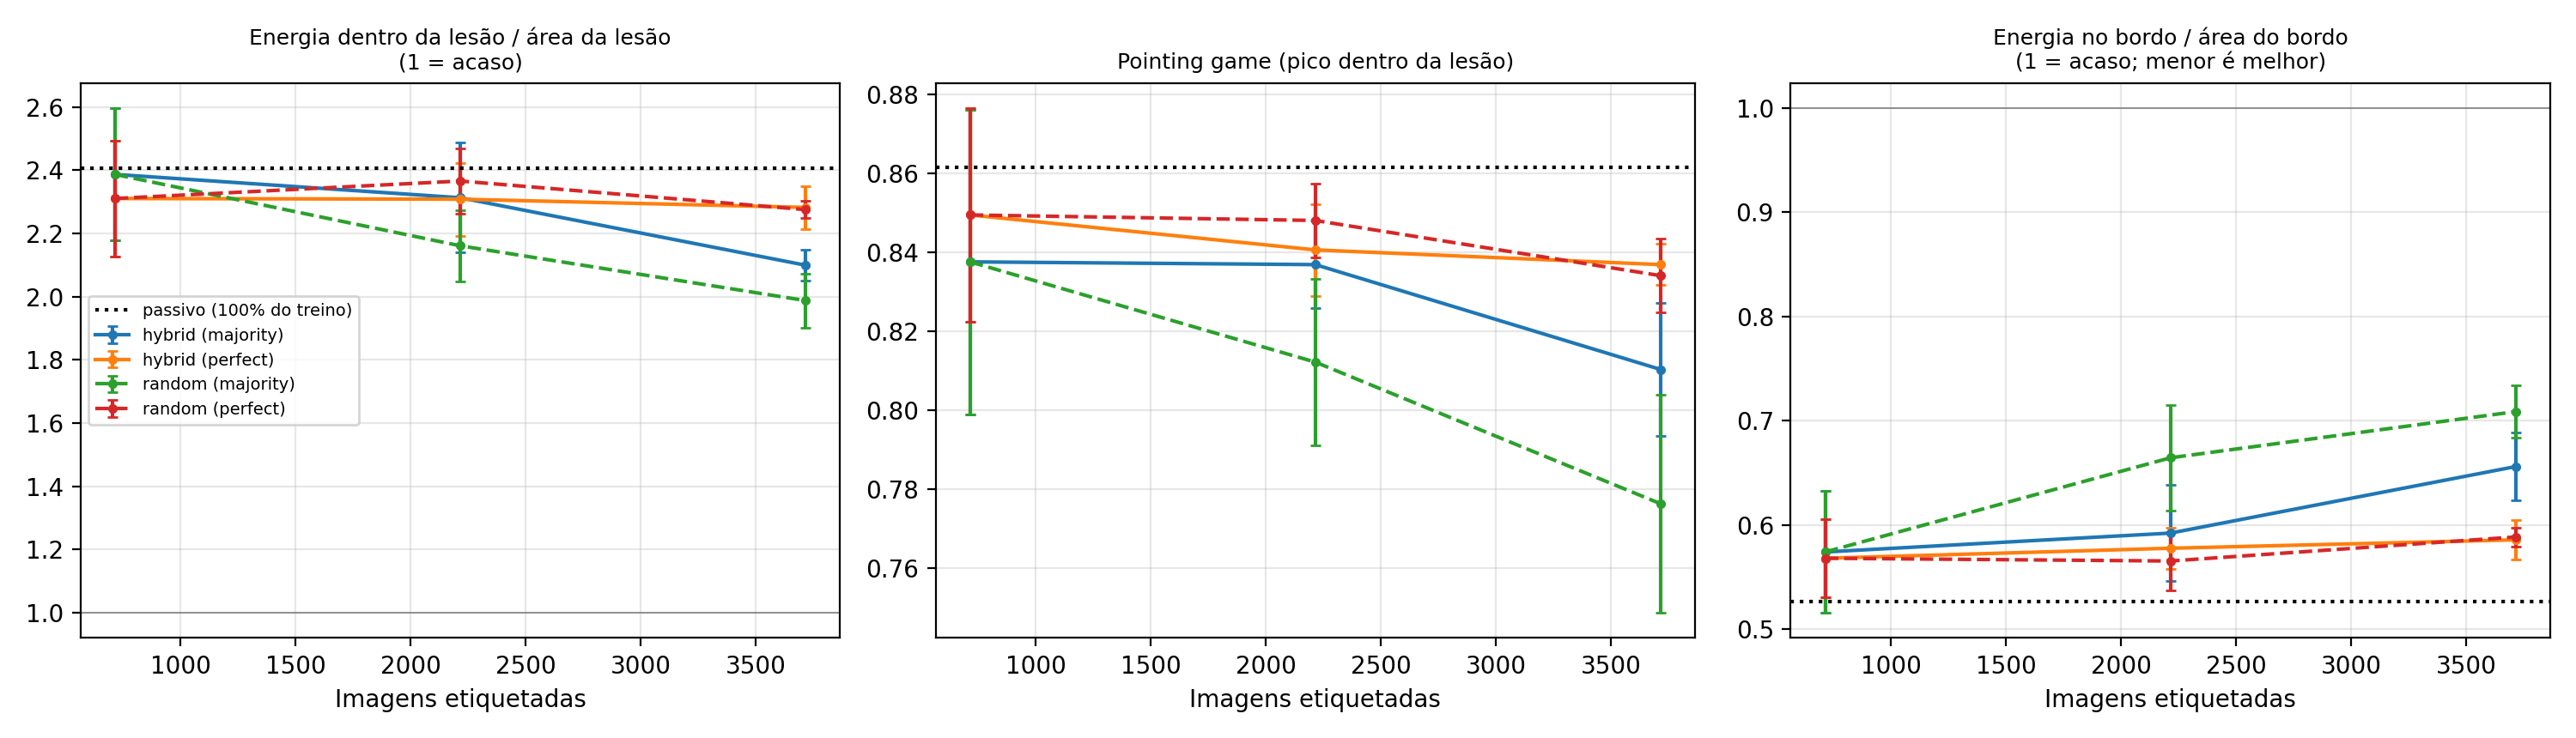 Energia dentro da lesão / área da lesão
(1 = acaso)
2.6
2.4
2.2
2.0
1.8
1.6
1.4
1.2
1.0
passivo (100% do treino)
hybrid (majority)
hybrid (perfect)
random (majority)
random (perfect)
1000 1500 2000 2500 3000 3500
Imagens etiquetadas
Pointing game (pico dentro da lesão)
0.88
0.86
0.84
0.82
0.80
0.78
0.76
1000 1500 2000 2500 3000 3500
Imagens etiquetadas
Energia no bordo / área do bordo
(1 = acaso; menor é melhor)
1.0
0.9
0.8
0.7
0.6
0.5
1000 1500 2000 2500 3000 3500
Imagens etiquetadas